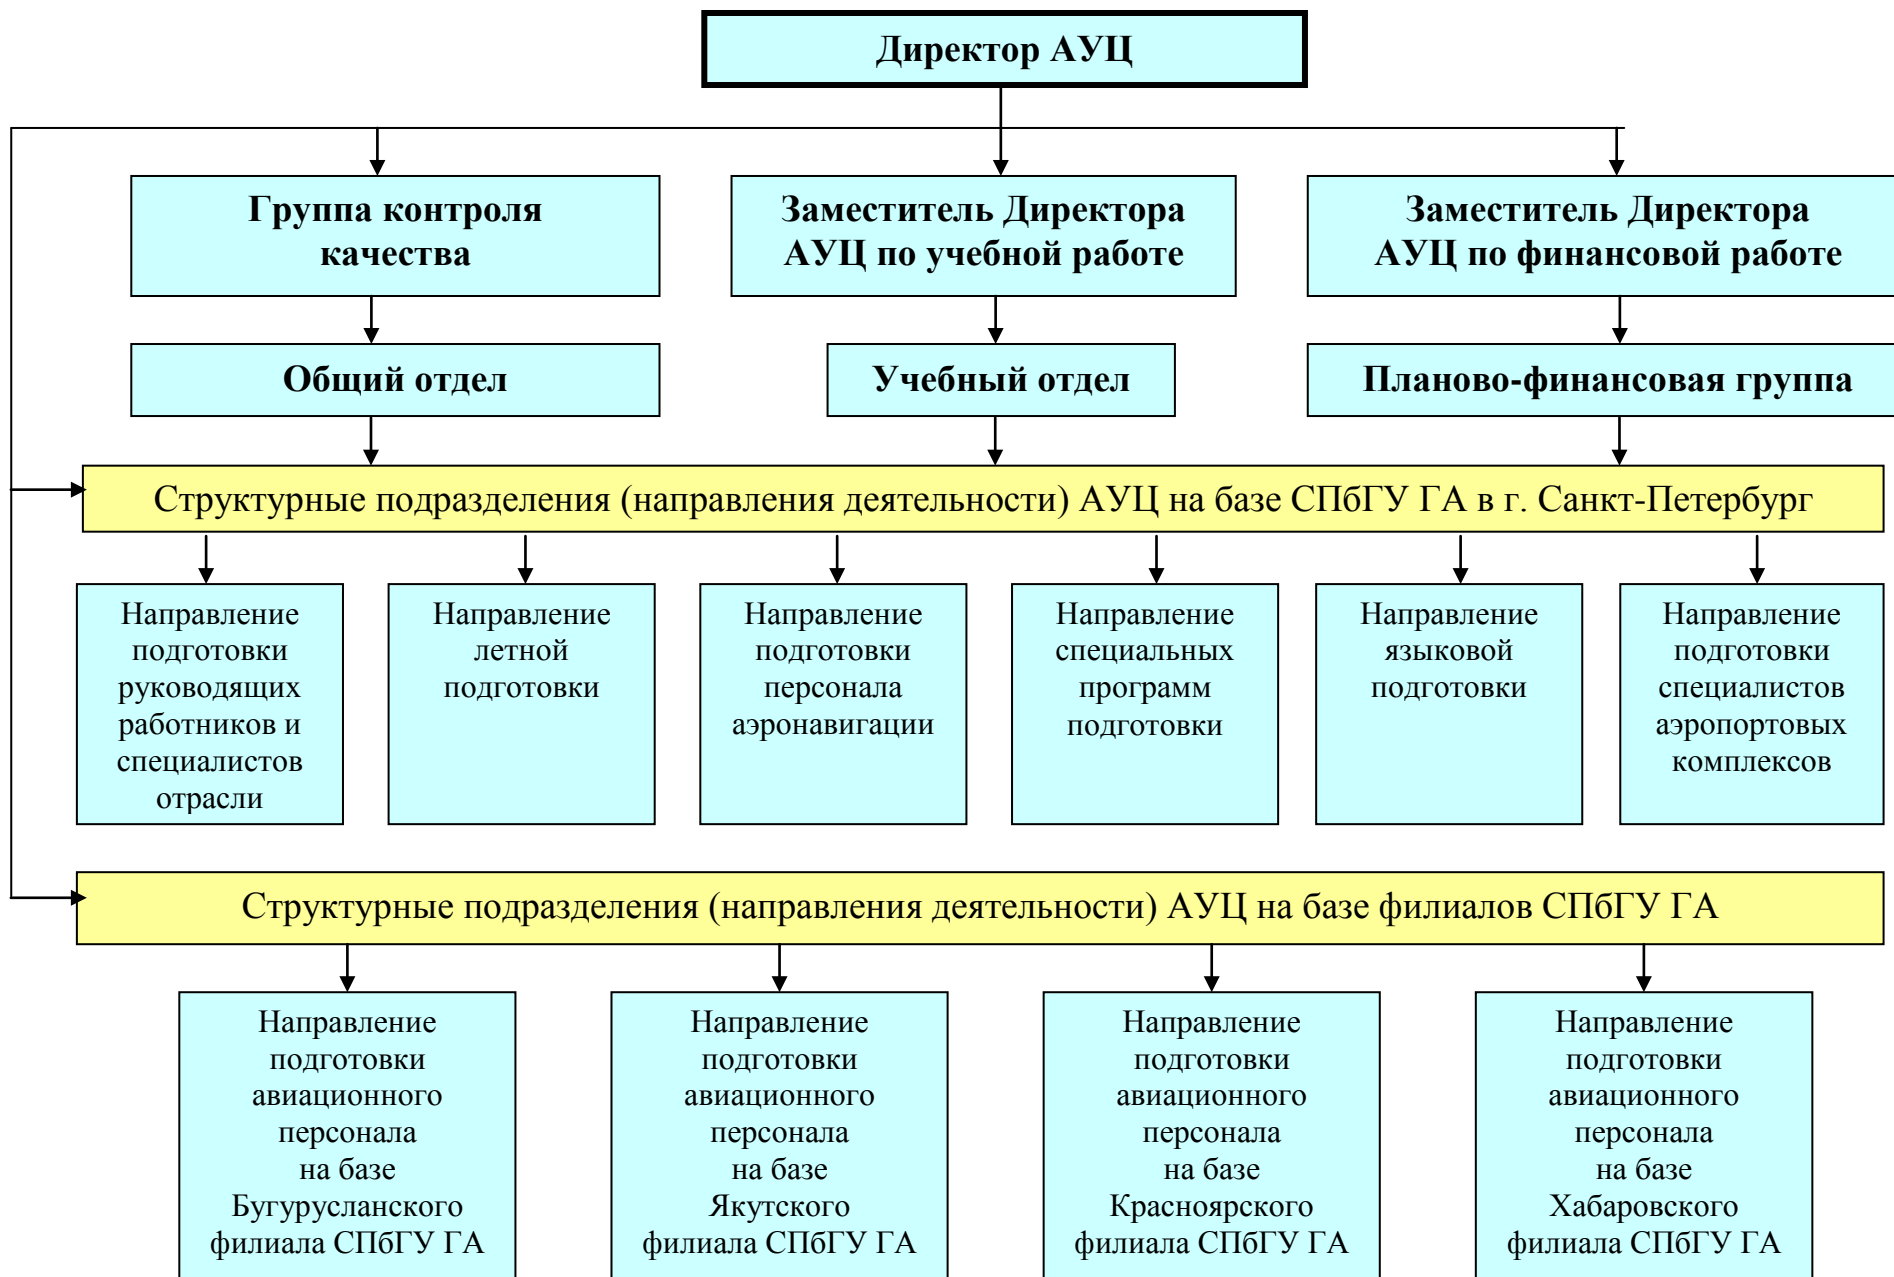 Директор АУЦ
Группа контроля
качества
Заместитель Директора
АУЦ по учебной работе
Заместитель Директора
АУЦ по финансовой работе
Общий отдел
Учебный отдел
Планово-финансовая группа
Структурные подразделения (направления деятельности) АУЦ на базе СПбГУ ГА в г. Санкт-Петербург
Направление
подготовки
руководящих
работников и
специалистов
отрасли
Направление
летной
подготовки
Направление
подготовки
персонала
аэронавигации
Направление
специальных
программ
подготовки
Направление
языковой
подготовки
Направление
подготовки
специалистов
аэропортовых
комплексов
Структурные подразделения (направления деятельности) АУЦ на базе филиалов СПбГУ ГА
Направление
подготовки
авиационного
персонала
на базе
Бугурусланского
филиала СПбГУ ГА
Направление
подготовки
авиационного
персонала
на базе
Якутского
филиала СПбГУ ГА
Направление
подготовки
авиационного
персонала
на базе
Красноярского
филиала СПбГУ ГА
Направление
подготовки
авиационного
персонала
на базе
Хабаровского
филиала СПбГУ ГА